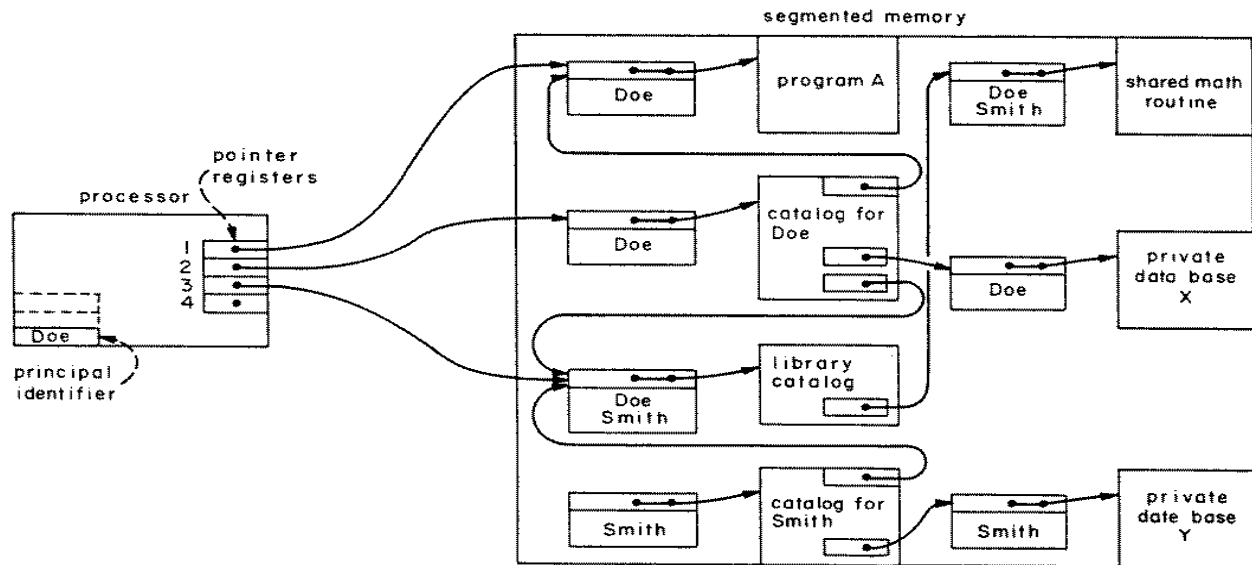 segmented memory
program A
Doe
Doe
Smith
shared math
routine
pointer
registers
processor
1
2
3
4
Doe
principal
identifier
Doe
catalog for
Doe
Doe
private
data base
X
Doe
Smith
library
catalog
Smith
catalog for
Smith
Smith
private
date base
Y